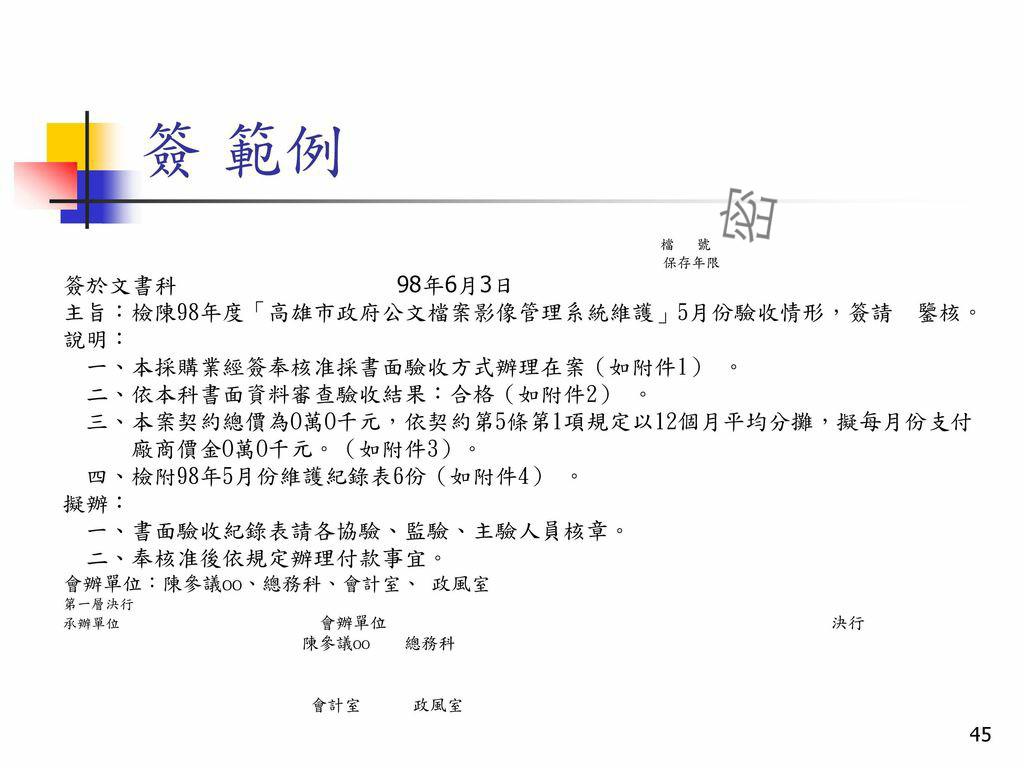 簽 範例
密
檔 號
保存年限
簽於文書科 98年6月3日
主旨：檢陳98年度「高雄市政府公文檔案影像管理系統維護」5月份驗收情形，簽請 鑒核。
說明：
一、本採購業經簽奉核准採書面驗收方式辦理在案（如附件1） 。
二、依本科書面資料審查驗收結果：合格（如附件2） 。
三、本案契約總價為0萬0千元，依契約第5條第1項規定以12個月平均分攤，擬每月份支付
廠商價金0萬0千元。（如附件3）。
四、檢附98年5月份維護紀錄表6份（如附件4） 。
擬辦：
一、書面驗收紀錄表請各協驗、監驗、主驗人員核章。
二、奉核准後依規定辦理付款事宜。
會辦單位：陳參議oo、總務科、會計室、 政風室
第一層決行
承辦單位 會辦單位 決行
陳參議oo 總務科
會計室 政風室
45